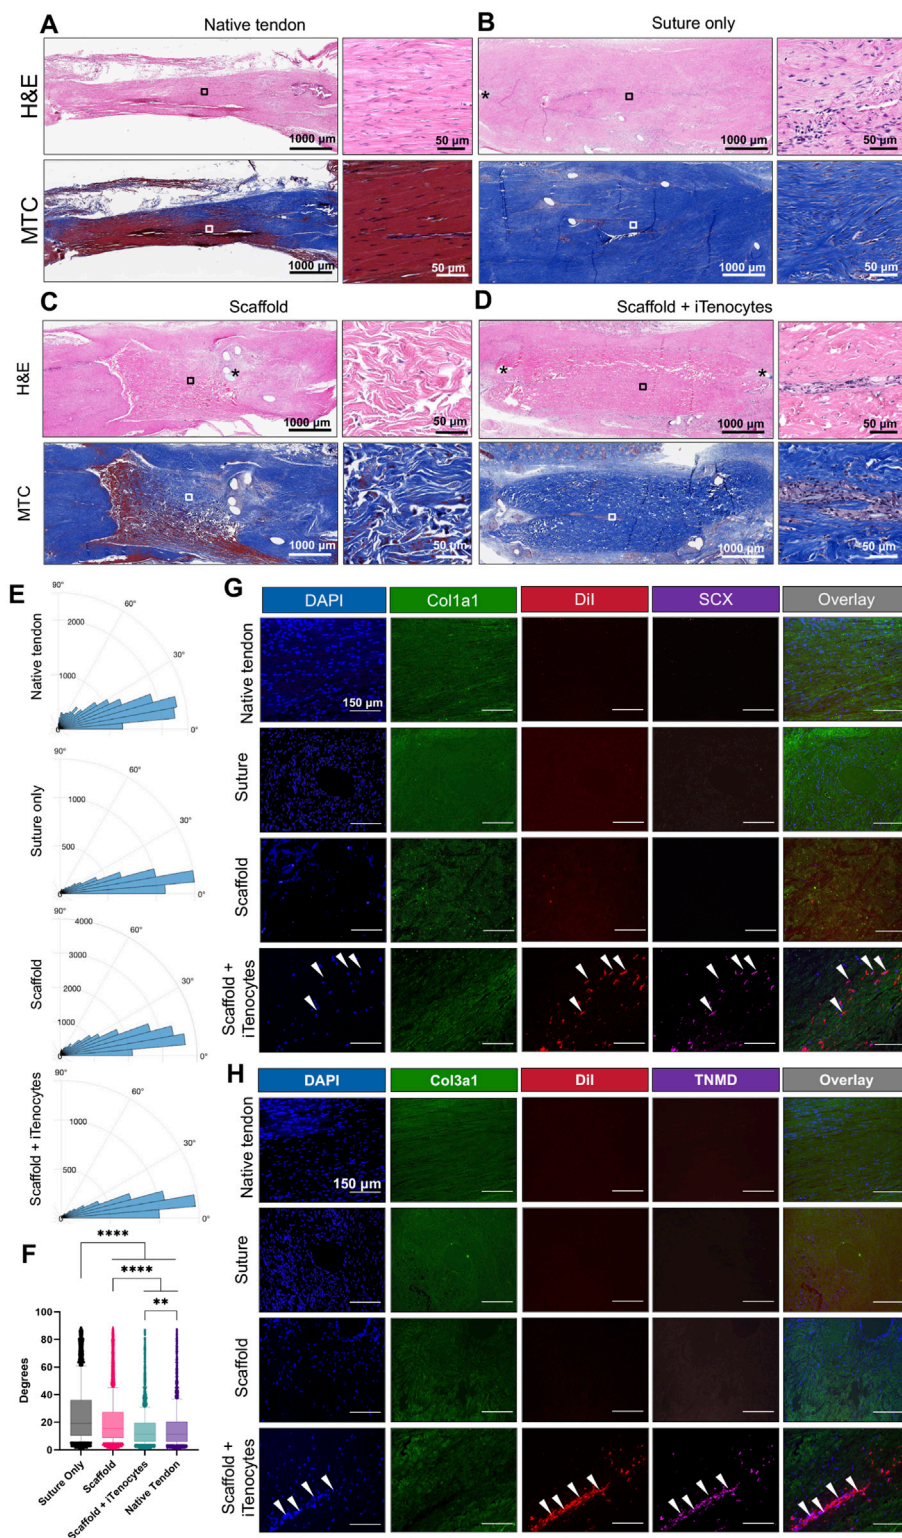 A Native tendon
B Suture only
H&E
1000 µm
50 µm
1000 µm
50 µm
*
MTC
1000 µm
50 µm
1000 µm
50 µm
C Scaffold
D Scaffold + iTenocytes
H&E
*
1000 µm
50 µm
*
*
1000 µm
50 µm
MTC
1000 µm
50 µm
1000 µm
50 µm
E
Native tendon
90°
60°
30°
0°
2000
1000
0
Suture only
90°
60°
30°
0°
1000
500
0
Scaffold
90°
60°
30°
0°
4000
3000
2000
1000
0
Scaffold + iTenocytes
90°
60°
30°
0°
1000
500
0
F
****
****
**
Degrees
100
80
60
40
20
0
Suture Only
Scaffold
Scaffold + iTenocytes
Native Tendon
G
DAPI Col1a1 DiI SCX Overlay
Native tendon
150 µm
Suture
Scaffold
Scaffold +
iTenocytes
H
DAPI Col3a1 DiI TNMD Overlay
Native tendon
150 µm
Suture
Scaffold
Scaffold +
iTenocytes